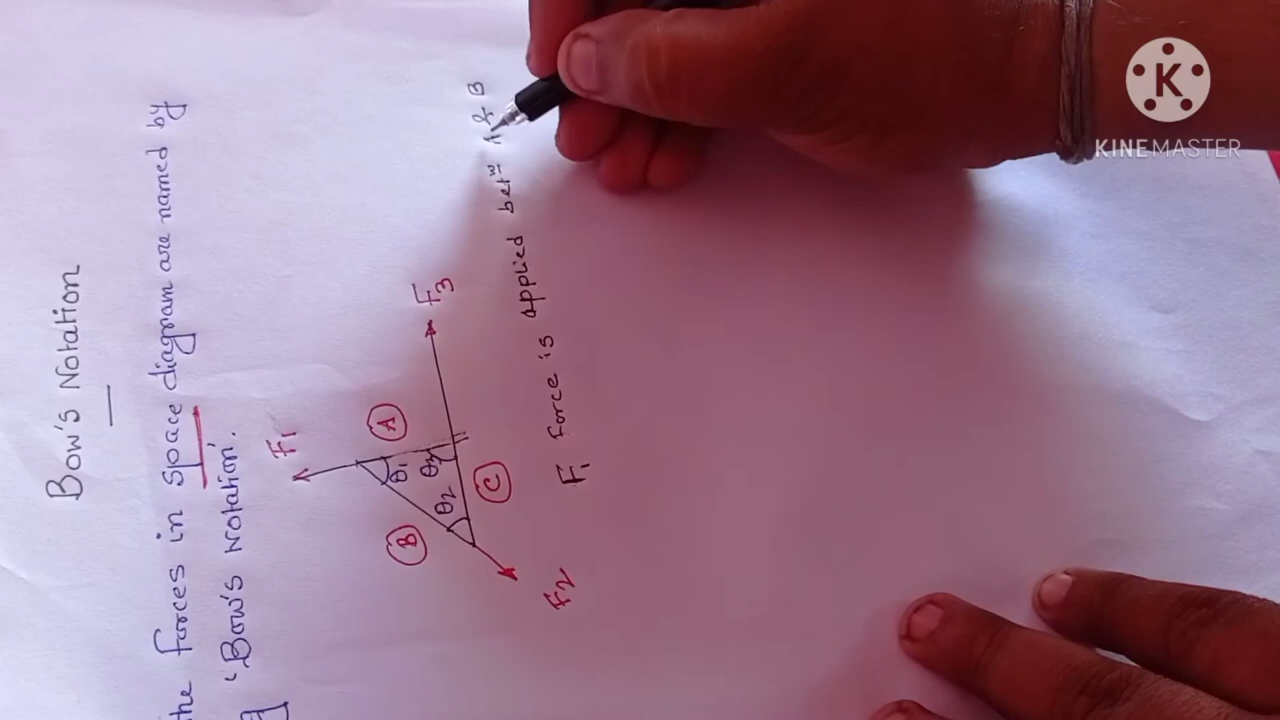 Bow's Notation
the forces in space diagram are named by
'Bow's Notation'.
F1
A
B
θ1
θ2
θ3
C
F3
F2
F1 force is applied betn A & B
KINEMASTER